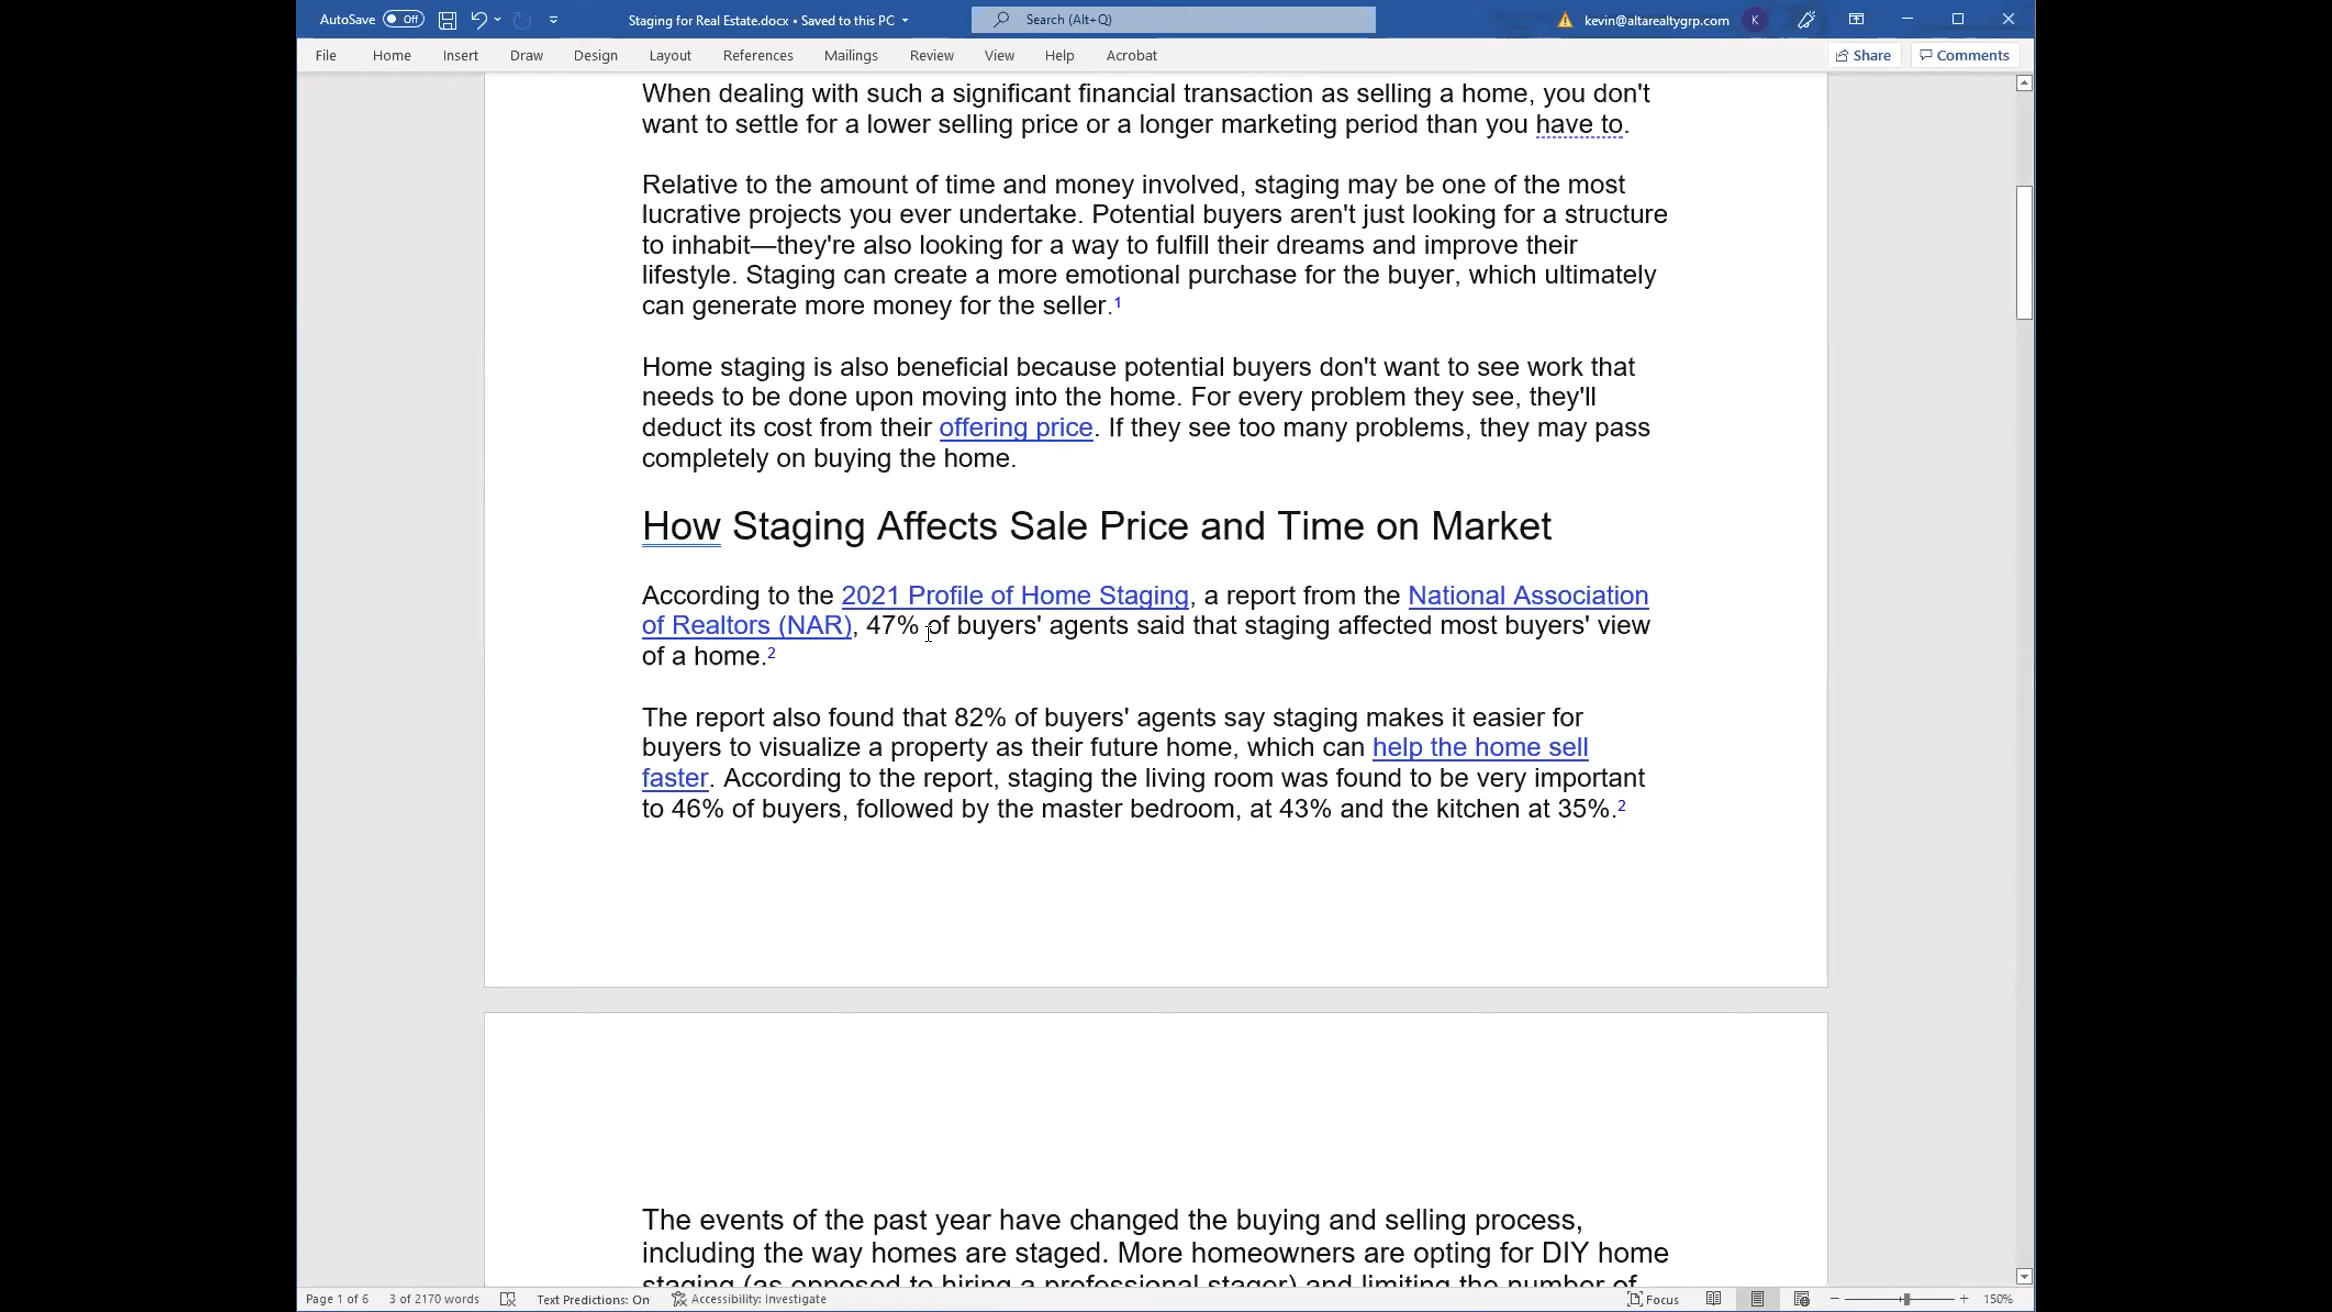 AutoSave Off Staging for Real Estate.docx • Saved to this PC Search (Alt+Q) kevin@altarealtygrp.com K
File Home Insert Draw Design Layout References Mailings Review View Help Acrobat Share Comments
When dealing with such a significant financial transaction as selling a home, you don't
want to settle for a lower selling price or a longer marketing period than you have to.
Relative to the amount of time and money involved, staging may be one of the most
lucrative projects you ever undertake. Potential buyers aren't just looking for a structure
to inhabit—they're also looking for a way to fulfill their dreams and improve their
lifestyle. Staging can create a more emotional purchase for the buyer, which ultimately
can generate more money for the seller.1
Home staging is also beneficial because potential buyers don't want to see work that
needs to be done upon moving into the home. For every problem they see, they'll
deduct its cost from their offering price. If they see too many problems, they may pass
completely on buying the home.
How Staging Affects Sale Price and Time on Market
According to the 2021 Profile of Home Staging, a report from the National Association
of Realtors (NAR), 47% of buyers' agents said that staging affected most buyers' view
of a home.2
The report also found that 82% of buyers' agents say staging makes it easier for
buyers to visualize a property as their future home, which can help the home sell
faster. According to the report, staging the living room was found to be very important
to 46% of buyers, followed by the master bedroom, at 43% and the kitchen at 35%.2
The events of the past year have changed the buying and selling process,
including the way homes are staged. More homeowners are opting for DIY home
staging (as opposed to hiring a professional stager) and limiting the number of
Page 1 of 6 3 of 2170 words Text Predictions: On Accessibility: Investigate Focus 150%